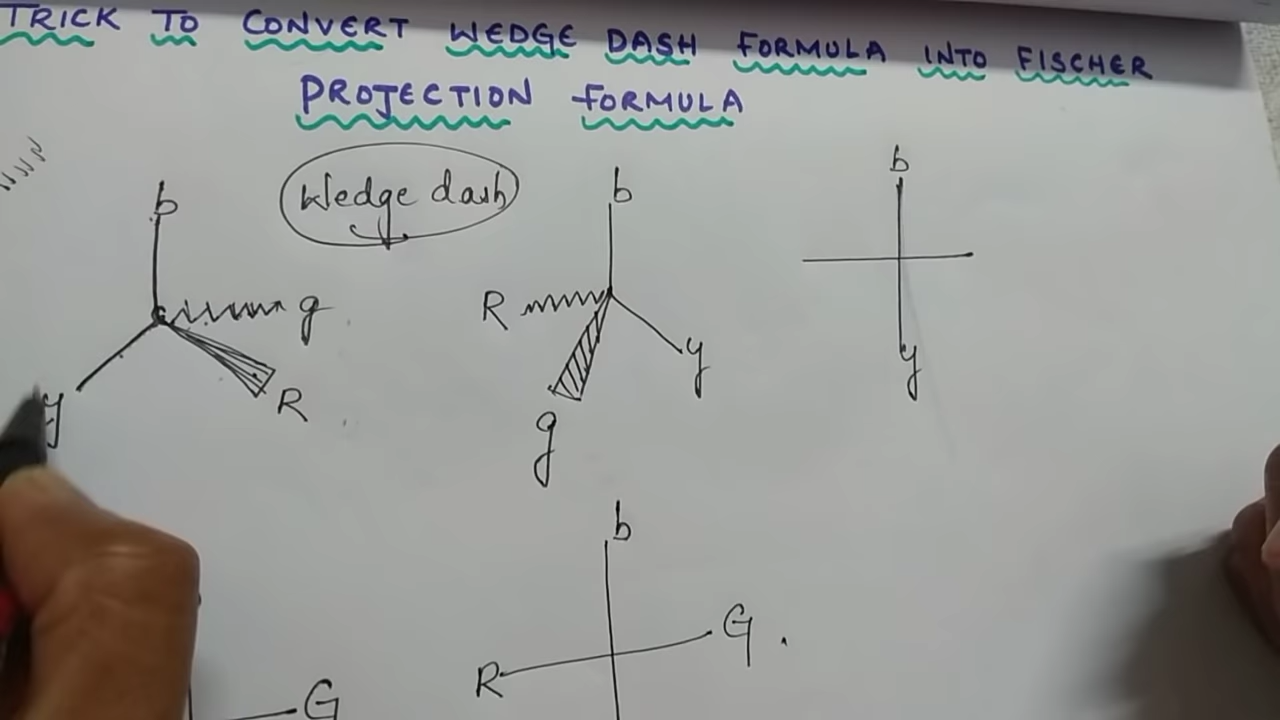 TRICK TO CONVERT WEDGE DASH FORMULA INTO FISCHER
PROJECTION FORMULA
b
Wedge dash
b
b
g
R
R
y
y
y
g
b
G
R
G